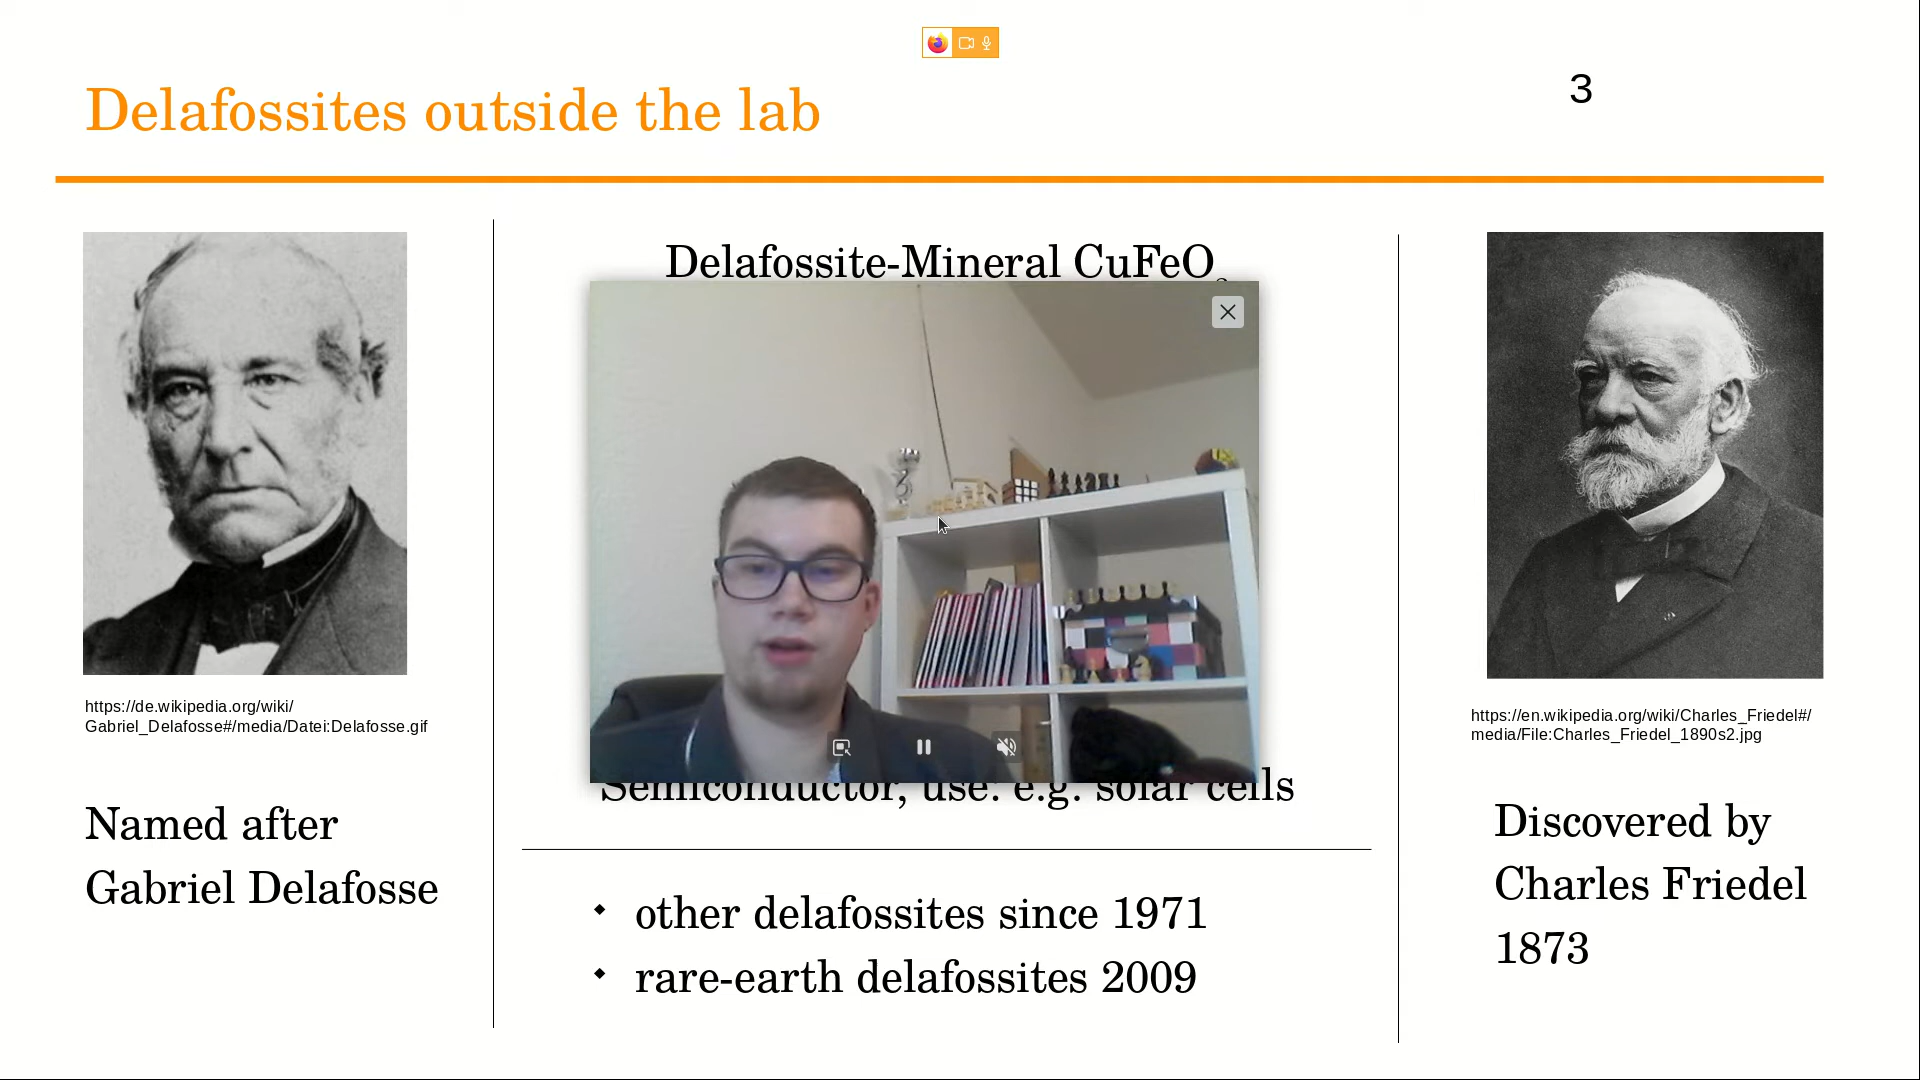 Delafossites outside the lab
3
https://de.wikipedia.org/wiki/
Gabriel_Delafosse#/media/Datei:Delafosse.gif
Named after
Gabriel Delafosse
Delafossite-Mineral CuFeO₂
Semiconductor, use: e.g. solar cells
other delafossites since 1971
rare-earth delafossites 2009
https://en.wikipedia.org/wiki/Charles_Friedel#/
media/File:Charles_Friedel_1890s2.jpg
Discovered by
Charles Friedel
1873